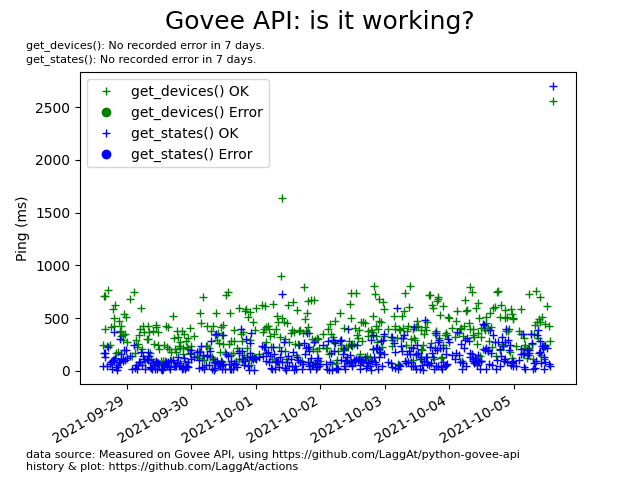 Govee API: is it working?
get_devices(): No recorded error in 7 days.
get_states(): No recorded error in 7 days.
get_devices() OK
get_devices() Error
get_states() OK
get_states() Error
Ping (ms)
2500
2000
1500
1000
500
0
2021-09-29
2021-09-30
2021-10-01
2021-10-02
2021-10-03
2021-10-04
2021-10-05
data source: Measured on Govee API, using https://github.com/LaggAt/python-govee-api
history & plot: https://github.com/LaggAt/actions